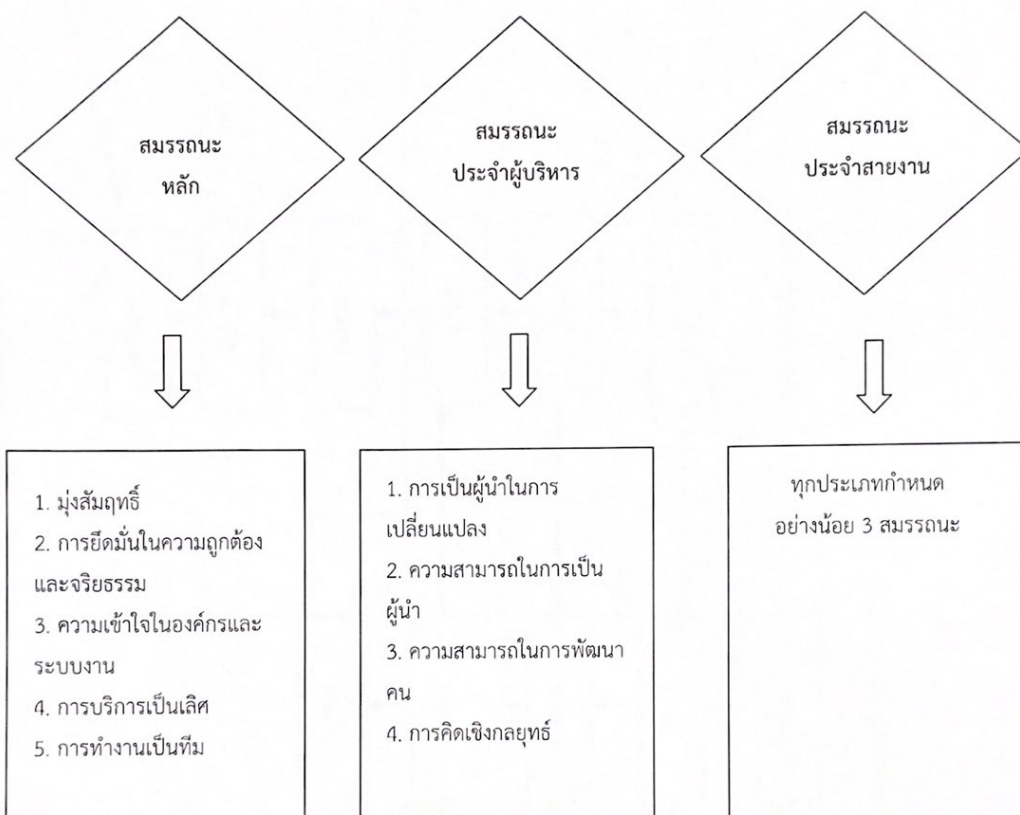 สมรรถนะ
หลัก
สมรรถนะ
ประจำผู้บริหาร
สมรรถนะ
ประจำสายงาน
1. มุ่งสัมฤทธิ์
2. การยึดมั่นในความถูกต้อง
และจริยธรรม
3. ความเข้าใจในองค์กรและ
ระบบงาน
4. การบริการเป็นเลิศ
5. การทำงานเป็นทีม
1. การเป็นผู้นำในการ
เปลี่ยนแปลง
2. ความสามารถในการเป็น
ผู้นำ
3. ความสามารถในการพัฒนา
คน
4. การคิดเชิงกลยุทธ์
ทุกประเภทกำหนด
อย่างน้อย 3 สมรรถนะ